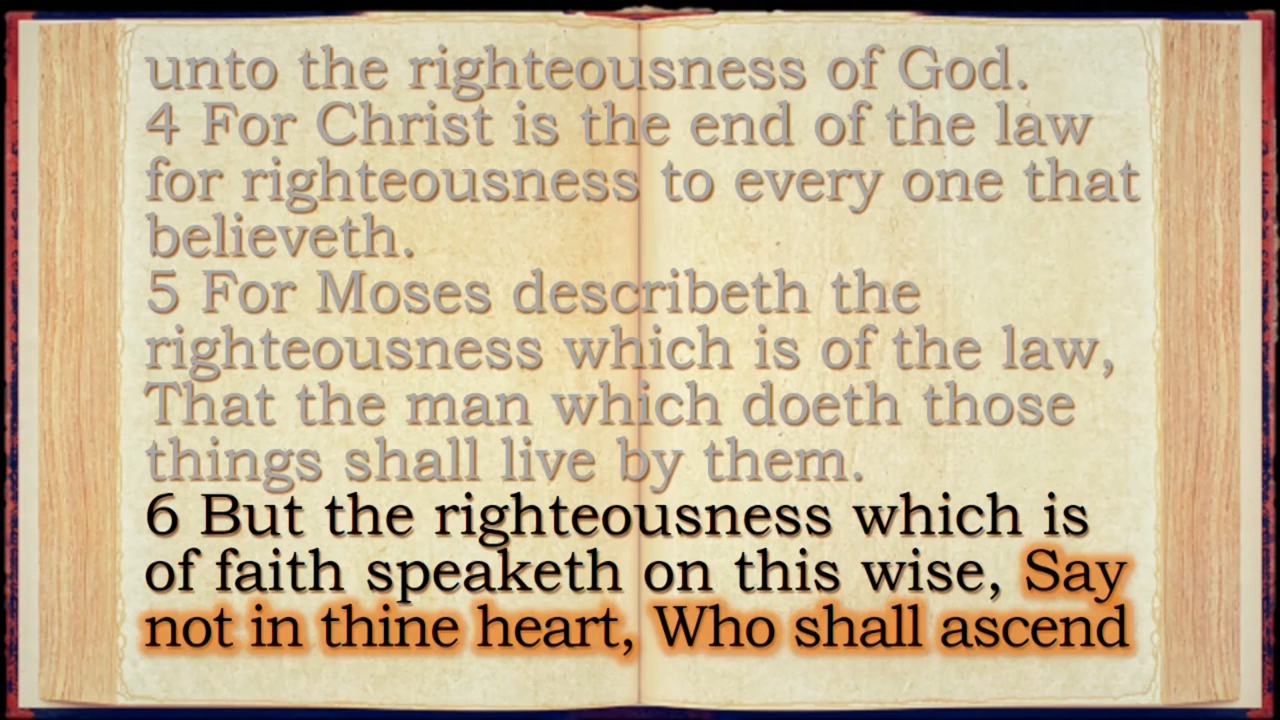 unto the righteousness of God.
4 For Christ is the end of the law
for righteousness to every one that
believeth.
5 For Moses describeth the
righteousness which is of the law,
That the man which doeth those
things shall live by them.
6 But the righteousness which is
of faith speaketh on this wise, Say
not in thine heart, Who shall ascend